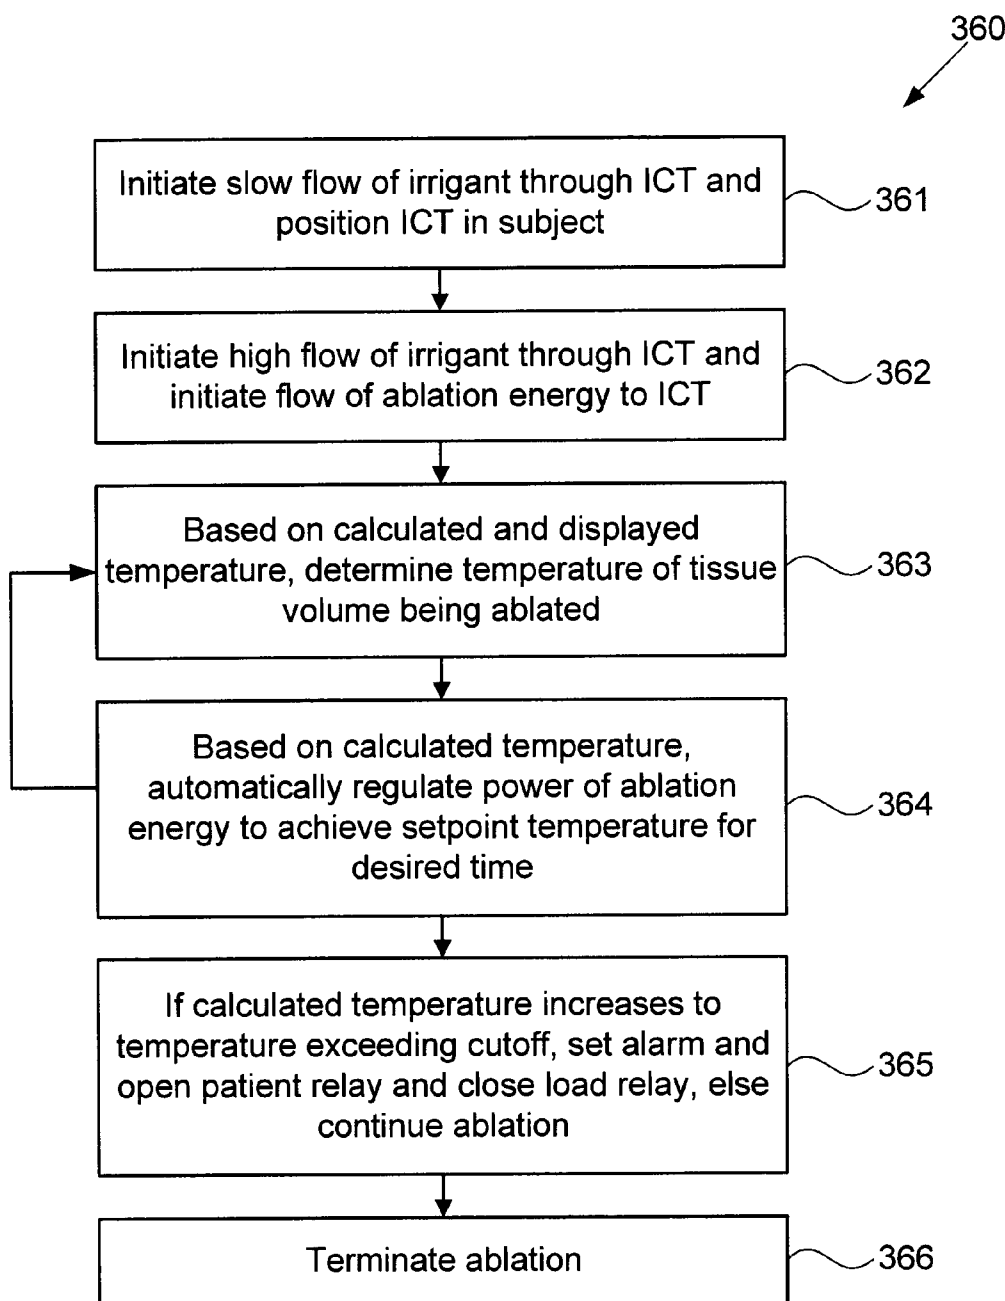 360
Initiate slow flow of irrigant through ICT and
position ICT in subject
361
Initiate high flow of irrigant through ICT and
initiate flow of ablation energy to ICT
362
Based on calculated and displayed
temperature, determine temperature of tissue
volume being ablated
363
Based on calculated temperature,
automatically regulate power of ablation
energy to achieve setpoint temperature for
desired time
364
If calculated temperature increases to
temperature exceeding cutoff, set alarm and
open patient relay and close load relay, else
continue ablation
365
Terminate ablation
366